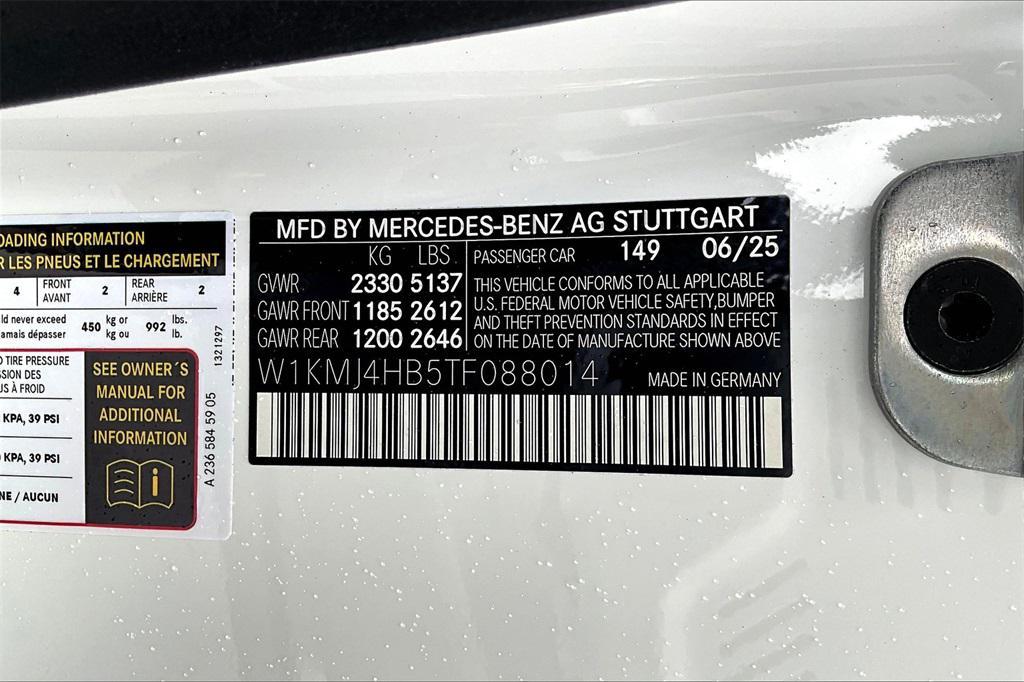 OADING INFORMATION
R LES PNEUS ET LE CHARGEMENT
4 FRONT AVANT 2 REAR ARRIÈRE 2
ld never exceed
amais dépasser 450 kg or kg ou 992 lbs. lb.
D TIRE PRESSURE
SSION DES
S À FROID
KPA, 39 PSI
KPA, 39 PSI
NE / AUCUN
SEE OWNER´S
MANUAL FOR
ADDITIONAL
INFORMATION
i
1321297
A 236 584 59 05
MFD BY MERCEDES-BENZ AG STUTTGART
KG LBS
GWR 2330 5137
GAWR FRONT 1185 2612
GAWR REAR 1200 2646
PASSENGER CAR 149 06/25
THIS VEHICLE CONFORMS TO ALL APPLICABLE
U.S. FEDERAL MOTOR VEHICLE SAFETY,BUMPER
AND THEFT PREVENTION STANDARDS IN EFFECT
ON THE DATE OF MANUFACTURE SHOWN ABOVE
W1KMJ4HB5TF088014
MADE IN GERMANY